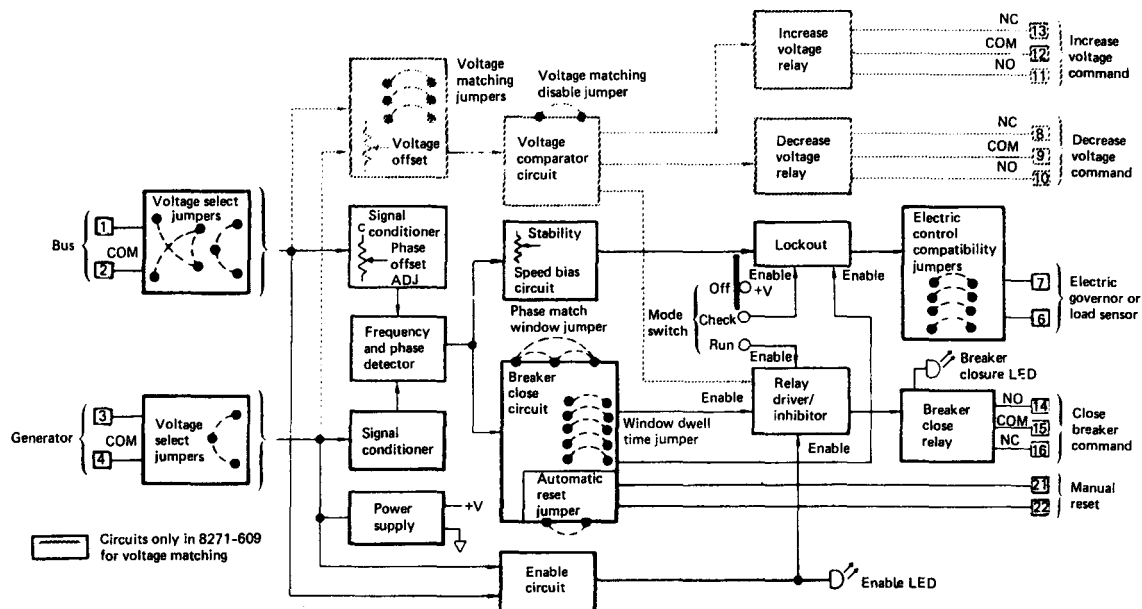 Voltage
matching
jumpers
Voltage
offset
Voltage matching
disable jumper
Voltage
comparator
circuit
Increase
voltage
relay
NC
13
COM
12
NO
11
Increase
voltage
command
Decrease
voltage
relay
NC
8
COM
9
NO
10
Decrease
voltage
command
Bus
1
COM
2
Voltage select
jumpers
Signal
conditioner
C
Phase
offset
ADJ
Stability
Speed bias
circuit
Lockout
Enable
Enable
Electric
control
compatibility
jumpers
7
6
Electric
governor or
load sensor
Mode
switch
Off
+V
Check
Run
Enable
Phase match
window jumper
Frequency
and phase
detector
Breaker
close circuit
Window dwell
time jumper
Enable
Relay
driver/
inhibitor
Enable
Breaker
closure LED
Breaker
close relay
NO
14
COM
15
NC
16
Close
breaker
command
Generator
3
COM
4
Voltage
select
jumpers
Signal
conditioner
Automatic
reset
jumper
21
22
Manual
reset
Power
supply
+V
Circuits only in 8271-609
for voltage matching
Enable
circuit
Enable LED